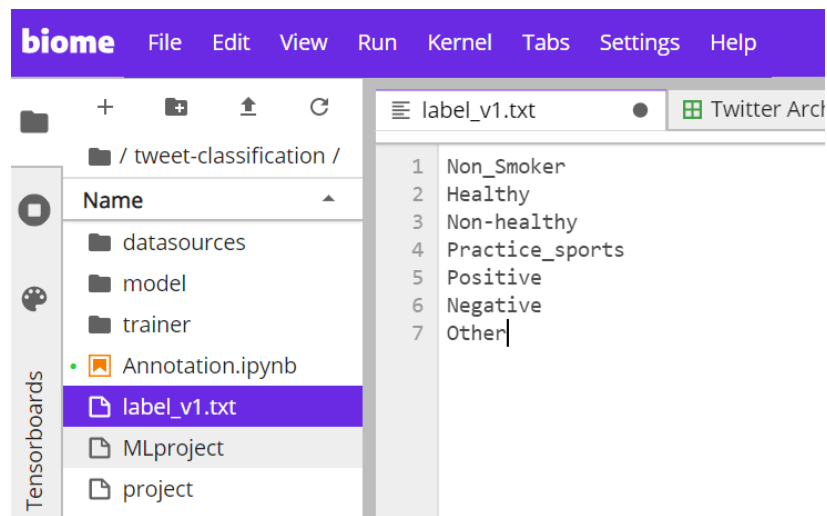 biome File Edit View Run Kernel Tabs Settings Help
/ tweet-classification /
Name
datasources
model
trainer
Annotation.ipynb
label_v1.txt
MLproject
project
Tensorboards
label_v1.txt
Twitter Arch
1 Non_Smoker
2 Healthy
3 Non-healthy
4 Practice_sports
5 Positive
6 Negative
7 Other